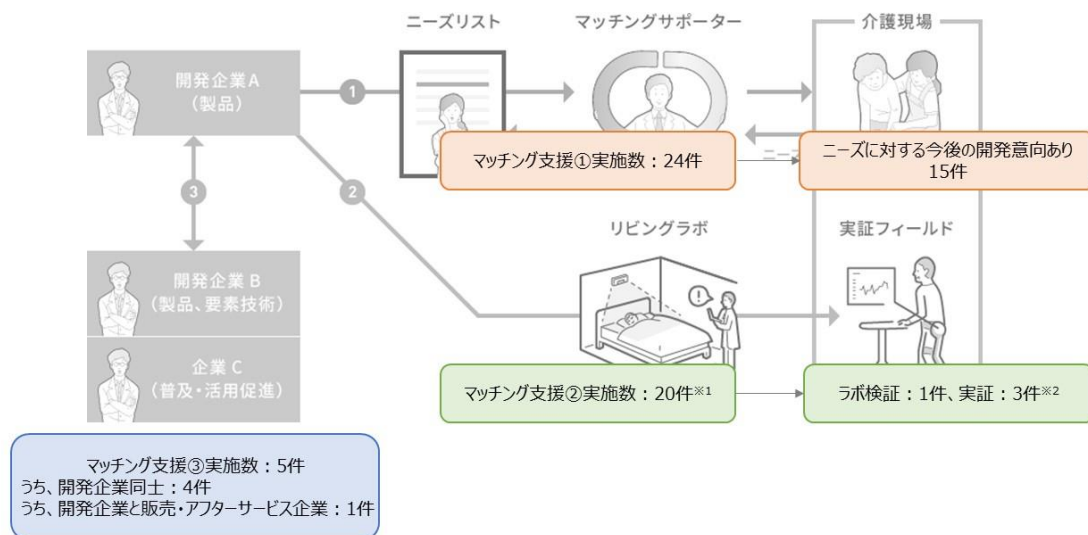 ニーズリスト
マッチングサポーター
介護現場
開発企業A
（製品）
1
マッチング支援①実施数：24件
ニーズに対する今後の開発意向あり
15件
3
2
リビングラボ
実証フィールド
開発企業B
（製品、要素技術）
企業C
（普及・活用促進）
マッチング支援②実施数：20件※1
ラボ検証：1件、実証：3件※2
マッチング支援③実施数：5件
うち、開発企業同士：4件
うち、開発企業と販売・アフターサービス企業：1件